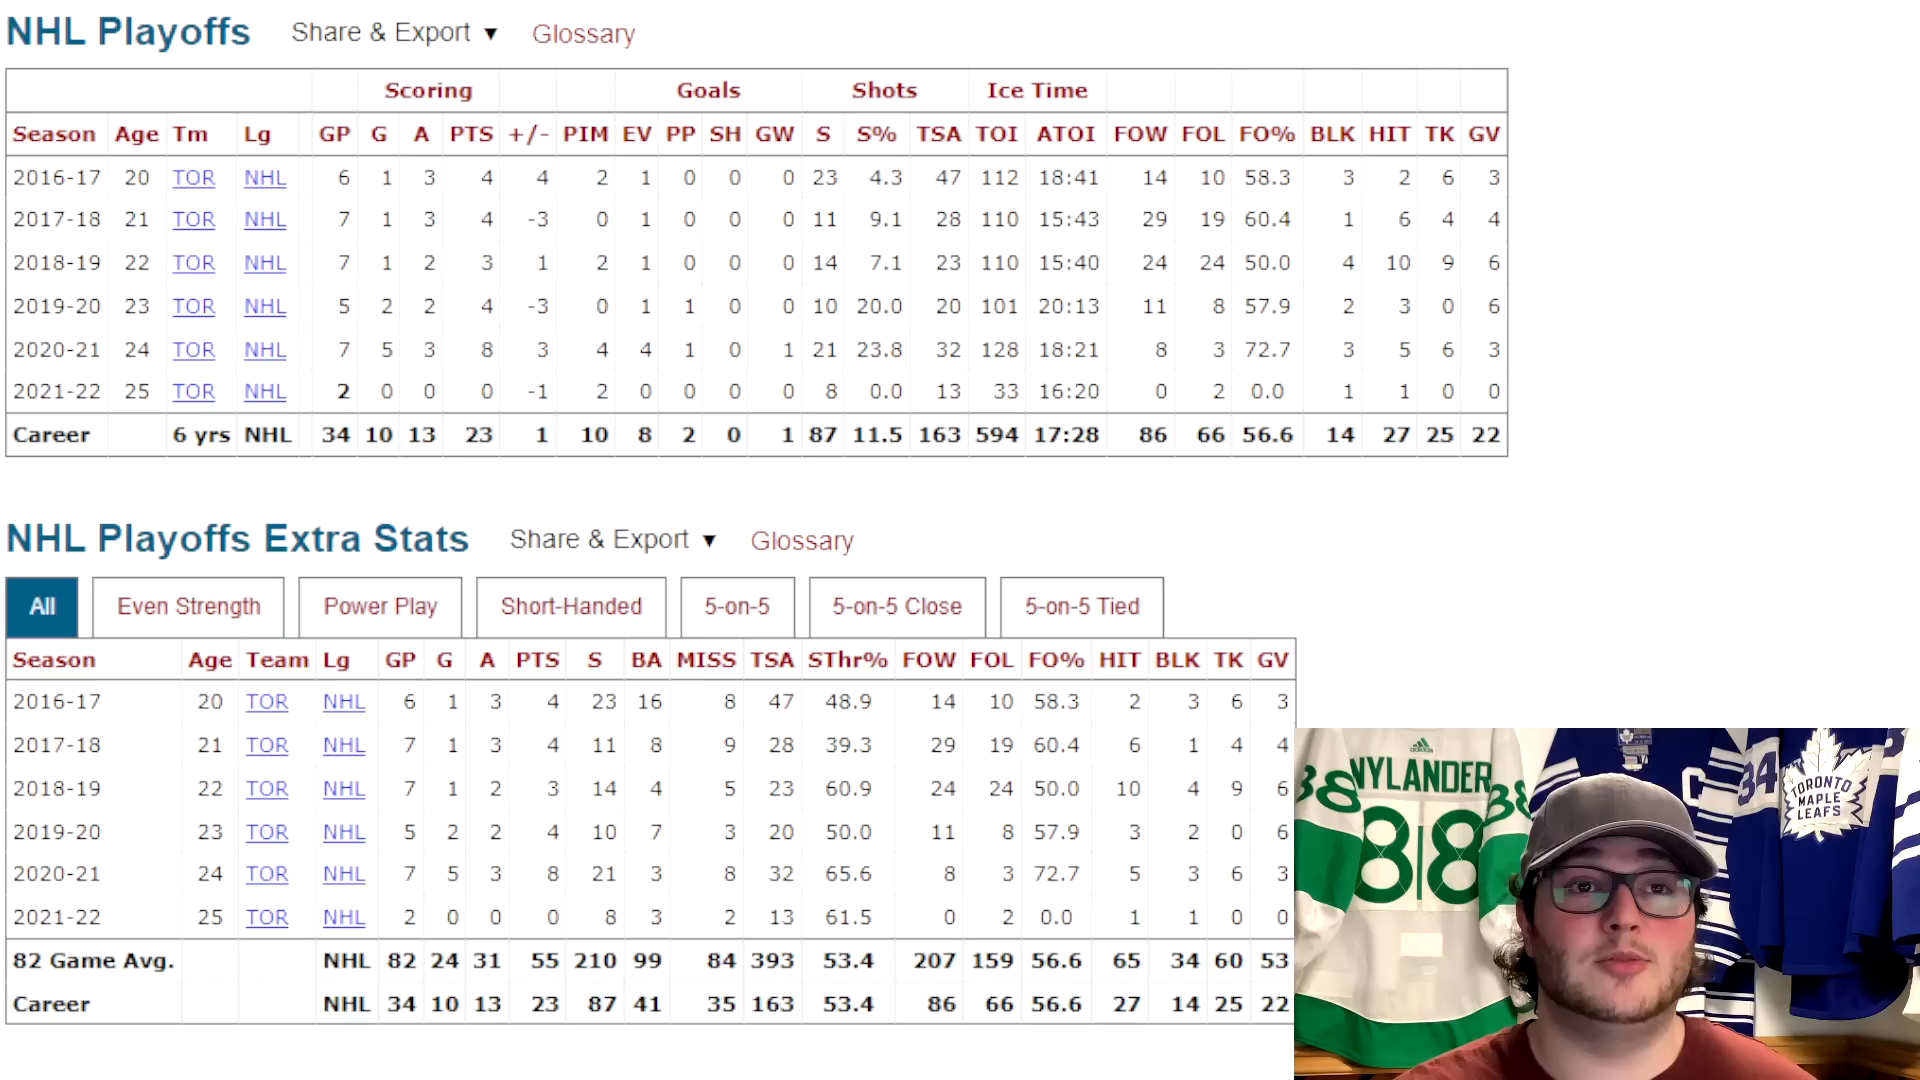 NHL Playoffs Share & Export ▼ Glossary
Scoring Goals Shots Ice Time
Season Age Tm Lg GP G A PTS +/- PIM EV PP SH GW S S% TSA TOI ATOI FOW FOL FO% BLK HIT TK GV
2016-17 20 TOR NHL 6 1 3 4 4 2 1 0 0 0 23 4.3 47 112 18:41 14 10 58.3 3 2 6 3
2017-18 21 TOR NHL 7 1 3 4 -3 0 1 0 0 0 11 9.1 28 110 15:43 29 19 60.4 1 6 4 4
2018-19 22 TOR NHL 7 1 2 3 1 2 1 0 0 0 14 7.1 23 110 15:40 24 24 50.0 4 10 9 6
2019-20 23 TOR NHL 5 2 2 4 -3 0 1 1 0 0 10 20.0 20 101 20:13 11 8 57.9 2 3 0 6
2020-21 24 TOR NHL 7 5 3 8 3 4 4 1 0 1 21 23.8 32 128 18:21 8 3 72.7 3 5 6 3
2021-22 25 TOR NHL 2 0 0 0 -1 2 0 0 0 0 8 0.0 13 33 16:20 0 2 0.0 1 1 0 0
Career 6 yrs NHL 34 10 13 23 1 10 8 2 0 1 87 11.5 163 594 17:28 86 66 56.6 14 27 25 22
NHL Playoffs Extra Stats Share & Export ▼ Glossary
All Even Strength Power Play Short-Handed 5-on-5 5-on-5 Close 5-on-5 Tied
Season Age Team Lg GP G A PTS S BA MISS TSA SThr% FOW FOL FO% HIT BLK TK GV
2016-17 20 TOR NHL 6 1 3 4 23 16 8 47 48.9 14 10 58.3 2 3 6 3
2017-18 21 TOR NHL 7 1 3 4 11 8 9 28 39.3 29 19 60.4 6 1 4 4
2018-19 22 TOR NHL 7 1 2 3 14 4 5 23 60.9 24 24 50.0 10 4 9 6
2019-20 23 TOR NHL 5 2 2 4 10 7 3 20 50.0 11 8 57.9 3 2 0 6
2020-21 24 TOR NHL 7 5 3 8 21 3 8 32 65.6 8 3 72.7 5 3 6 3
2021-22 25 TOR NHL 2 0 0 0 8 3 2 13 61.5 0 2 0.0 1 1 0 0
82 Game Avg. NHL 82 24 31 55 210 99 84 393 53.4 207 159 56.6 65 34 60 53
Career NHL 34 10 13 23 87 41 35 163 53.4 86 66 56.6 27 14 25 22
adidas
NYLANDER
88
88
88
C
34
TORONTO
MAPLE
LEAFS